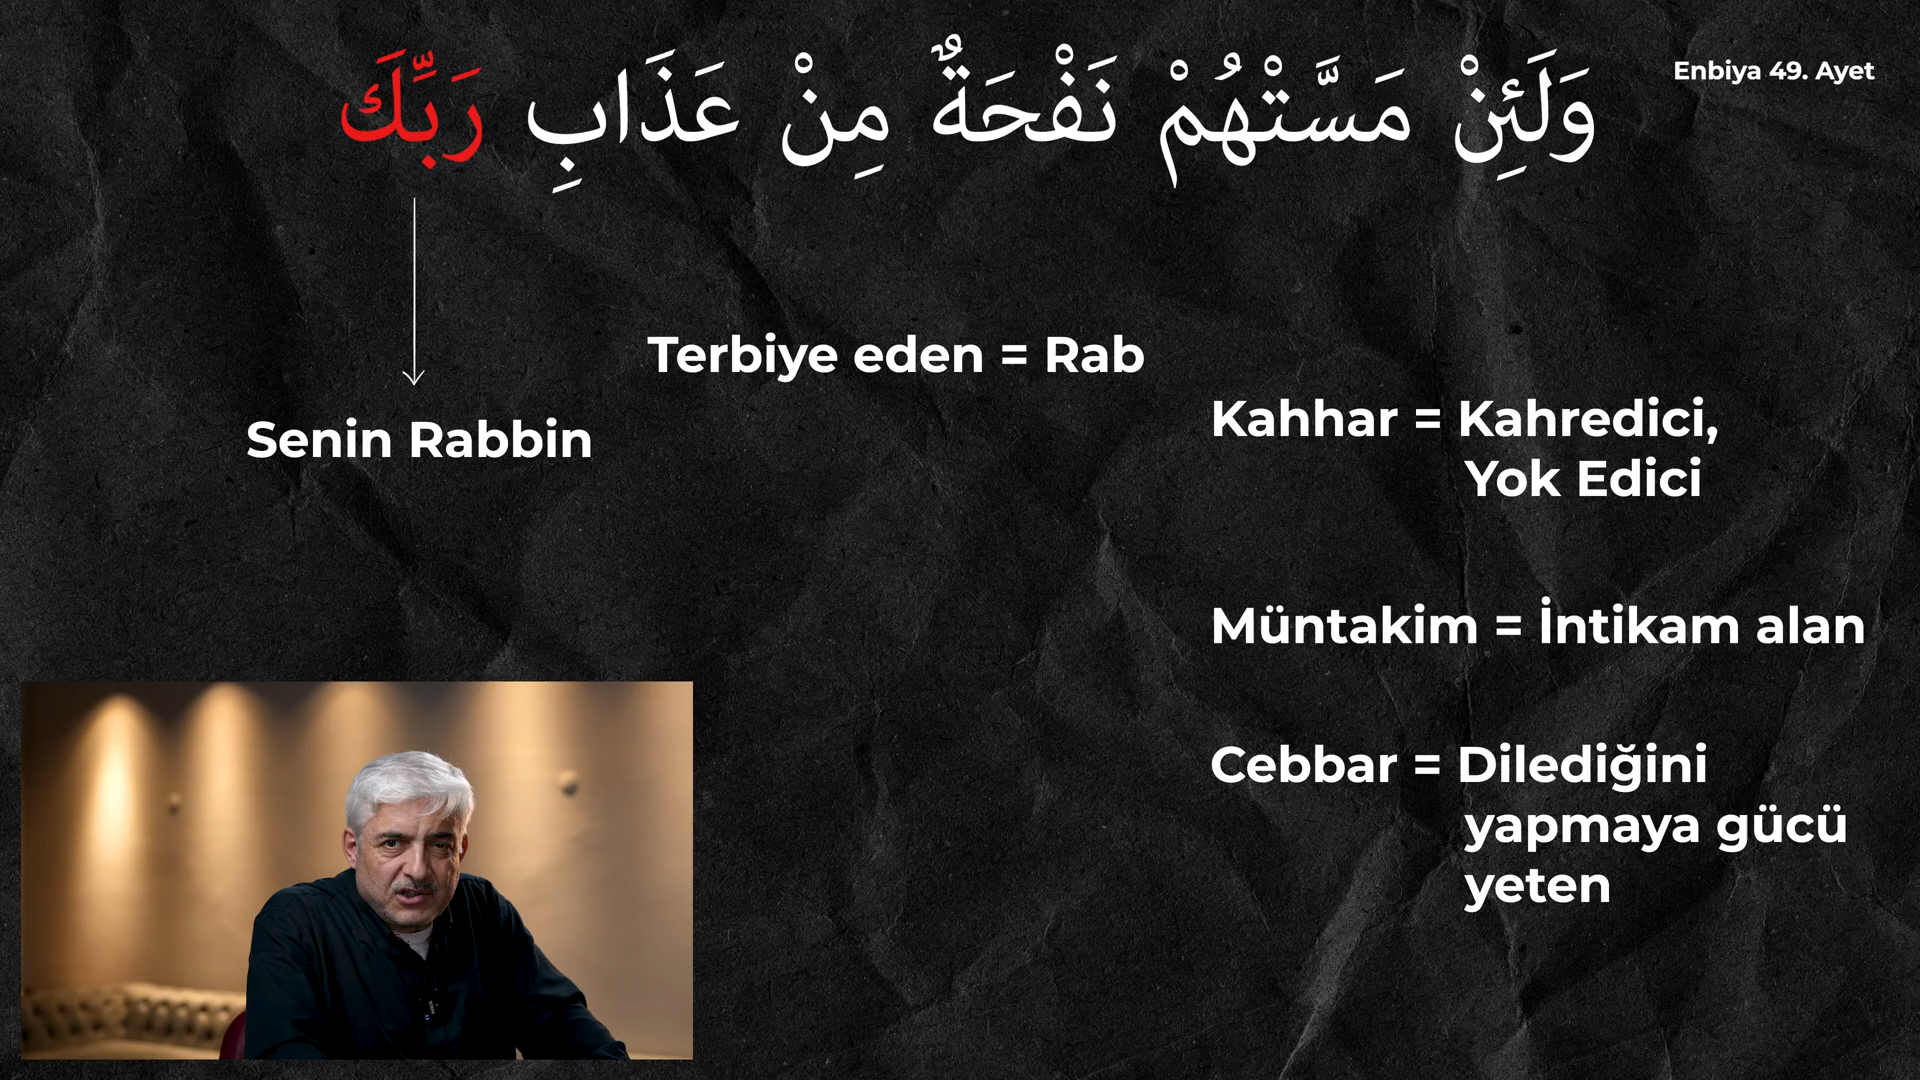 وَلَئِنْ مَسَّتْهُمْ نَفْحَةٌ مِنْ عَذَابِ رَبِّكَ
Enbiya 49. Ayet
Senin Rabbin
Terbiye eden = Rab
Kahhar = Kahredici,
Yok Edici
Müntakim = İntikam alan
Cebbar = Dilediğini
yapmaya gücü
yeten